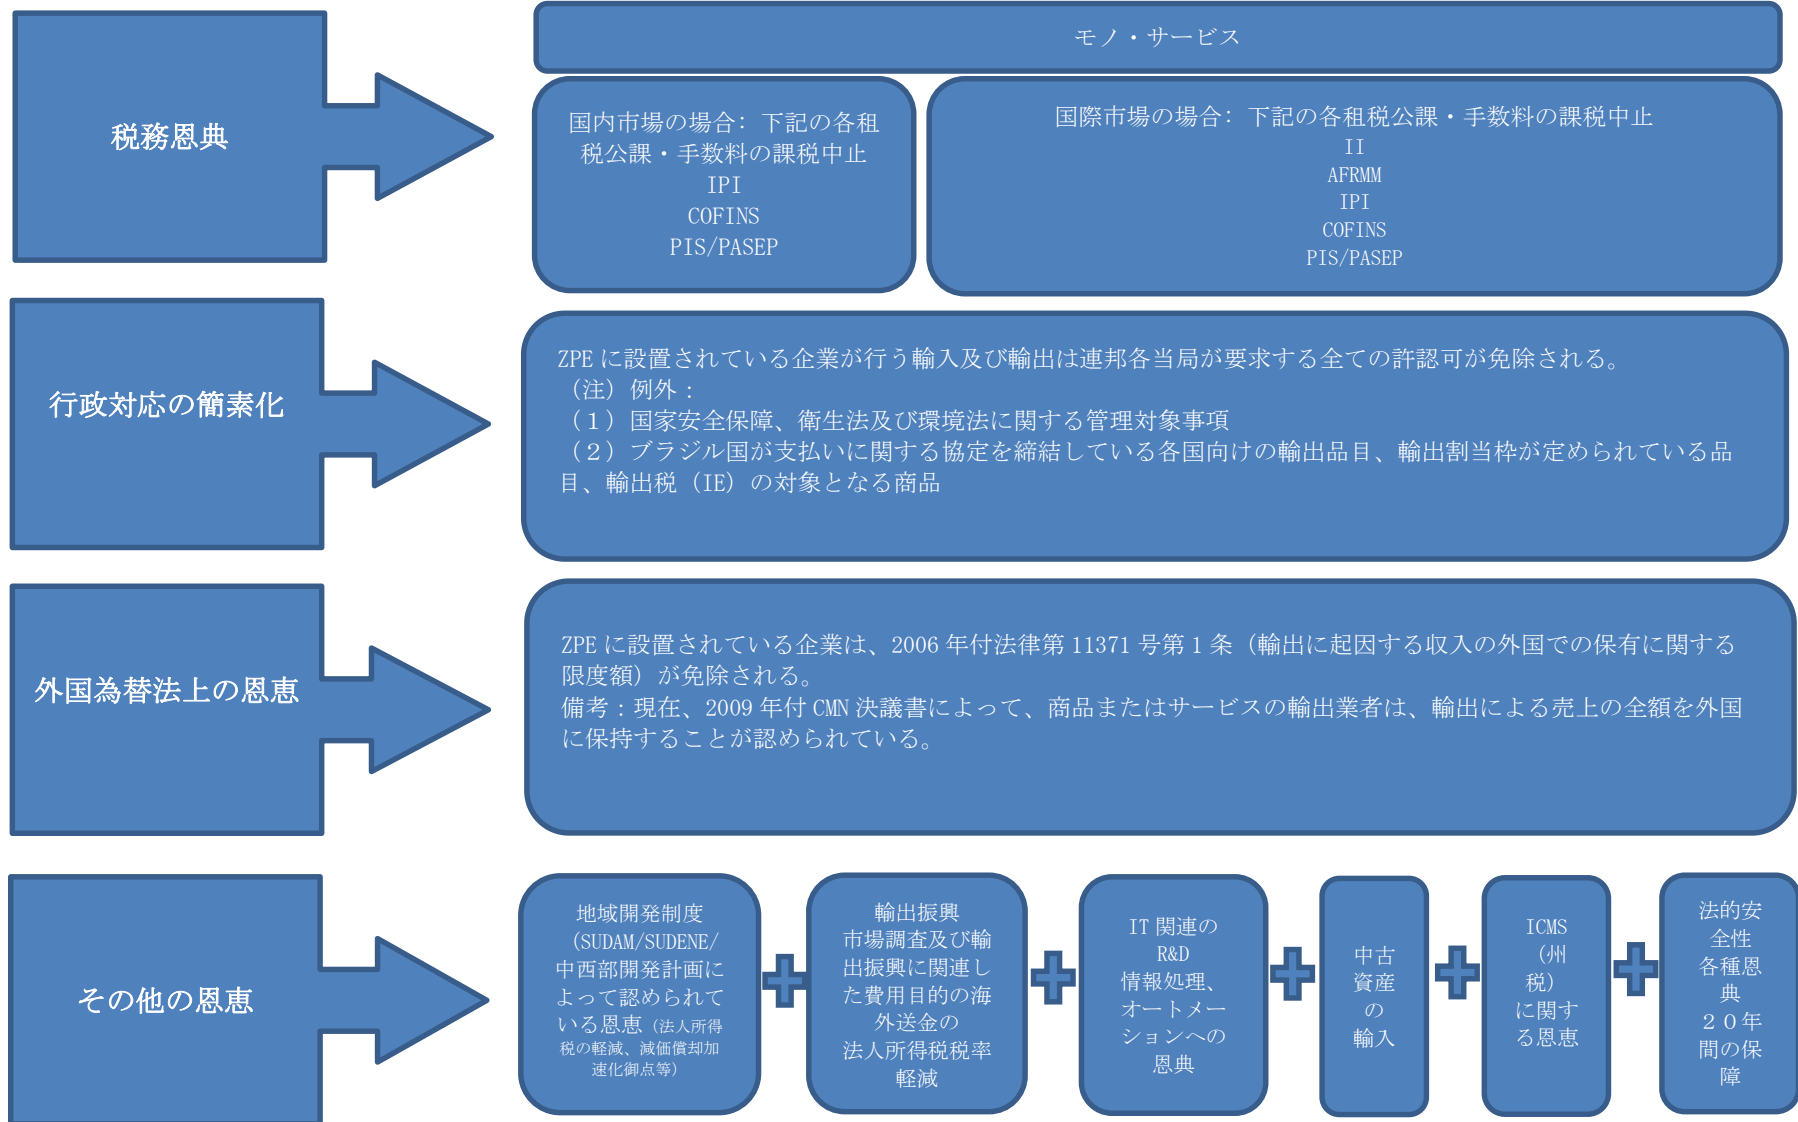 税務恩典
モノ・サービス
国内市場の場合: 下記の各租
税公課・手数料の課税中止
IPI
COFINS
PIS/PASEP
国際市場の場合: 下記の各租税公課・手数料の課税中止
II
AFRMM
IPI
COFINS
PIS/PASEP
行政対応の簡素化
ZPE に設置されている企業が行う輸入及び輸出は連邦各当局が要求する全ての許認可が免除される。
（注）例外：
（１）国家安全保障、衛生法及び環境法に関する管理対象事項
（２）ブラジル国が支払いに関する協定を締結している各国向けの輸出品目、輸出割当枠が定められている品
目、輸出税（IE）の対象となる商品
外国為替法上の恩恵
ZPE に設置されている企業は、2006 年付法律第 11371 号第 1 条（輸出に起因する収入の外国での保有に関する
限度額）が免除される。
備考：現在、2009 年付 CMN 決議書によって、商品またはサービスの輸出業者は、輸出による売上の全額を外国
に保持することが認められている。
その他の恩恵
地域開発制度
（SUDAM/SUDENE/
中西部開発計画に
よって認められて
いる恩恵（法人所得
税の軽減、減価償却加
速化御点等）
輸出振興
市場調査及び輸
出振興に関連し
た費用目的の海
外送金の
法人所得税税率
軽減
IT 関連の
R&D
情報処理、
オートメー
ションへの
恩典
中古
資産
の
輸入
ICMS
（州
税）
に関す
る恩恵
法的安
全性
各種恩
典
２０年
間の保
障